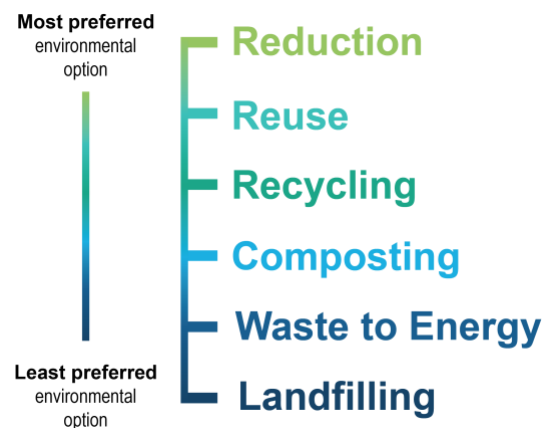 Most preferred
environmental
option
Reduction
Reuse
Recycling
Composting
Waste to Energy
Landfilling
Least preferred
environmental
option